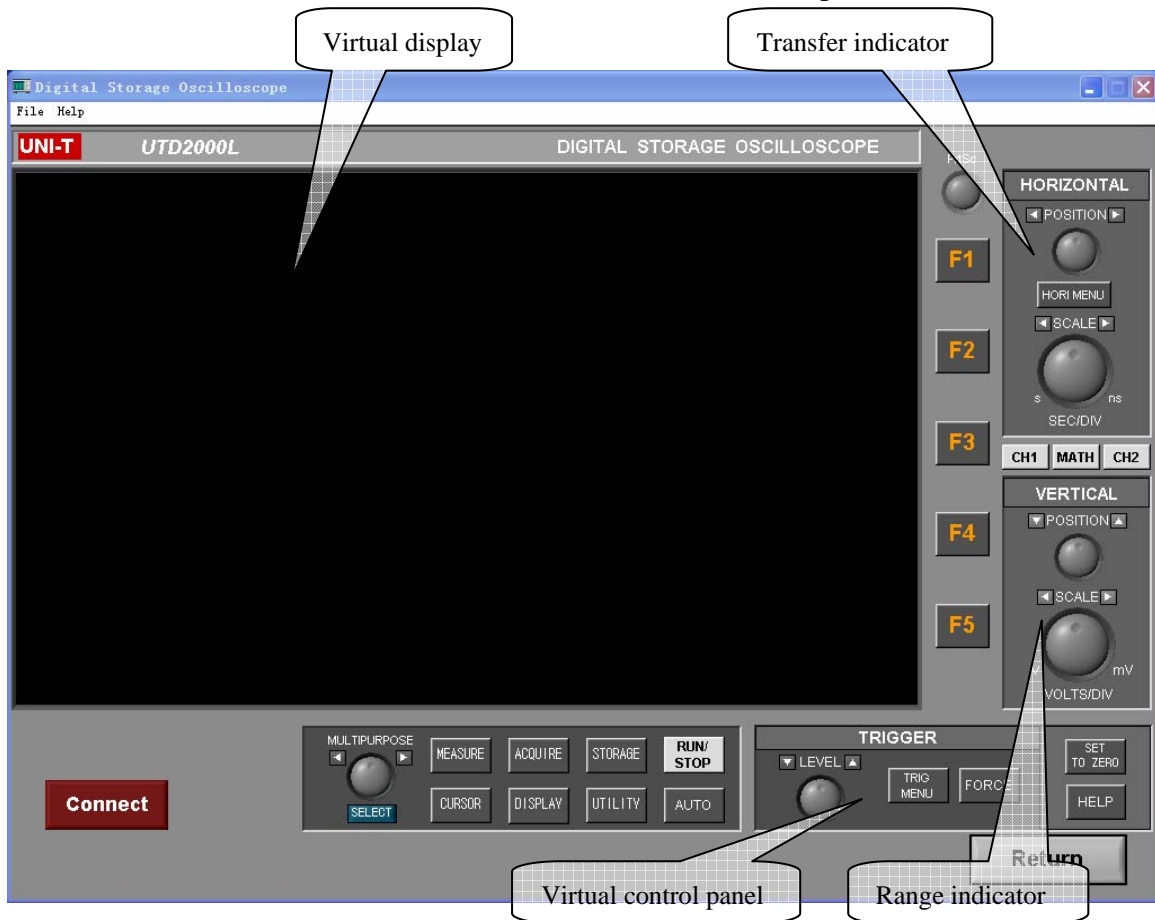 Virtual display
Transfer indicator
Digital Storage Oscilloscope
File Help
UNI-T UTD2000L DIGITAL STORAGE OSCILLOSCOPE
HORIZONTAL
POSITION
F1
HORI MENU
SCALE
F2
s ns
SEC/DIV
F3
CH1 MATH CH2
VERTICAL
POSITION
F4
SCALE
F5
mV
VOLTS/DIV
MULTIPURPOSE
MEASURE ACQUIRE STORAGE RUN/
STOP
SELECT
CURSOR DISPLAY UTILITY AUTO
TRIGGER
LEVEL
TRIG
MENU
FORCE
SET
TO ZERO
HELP
Connect
Return
Virtual control panel
Range indicator